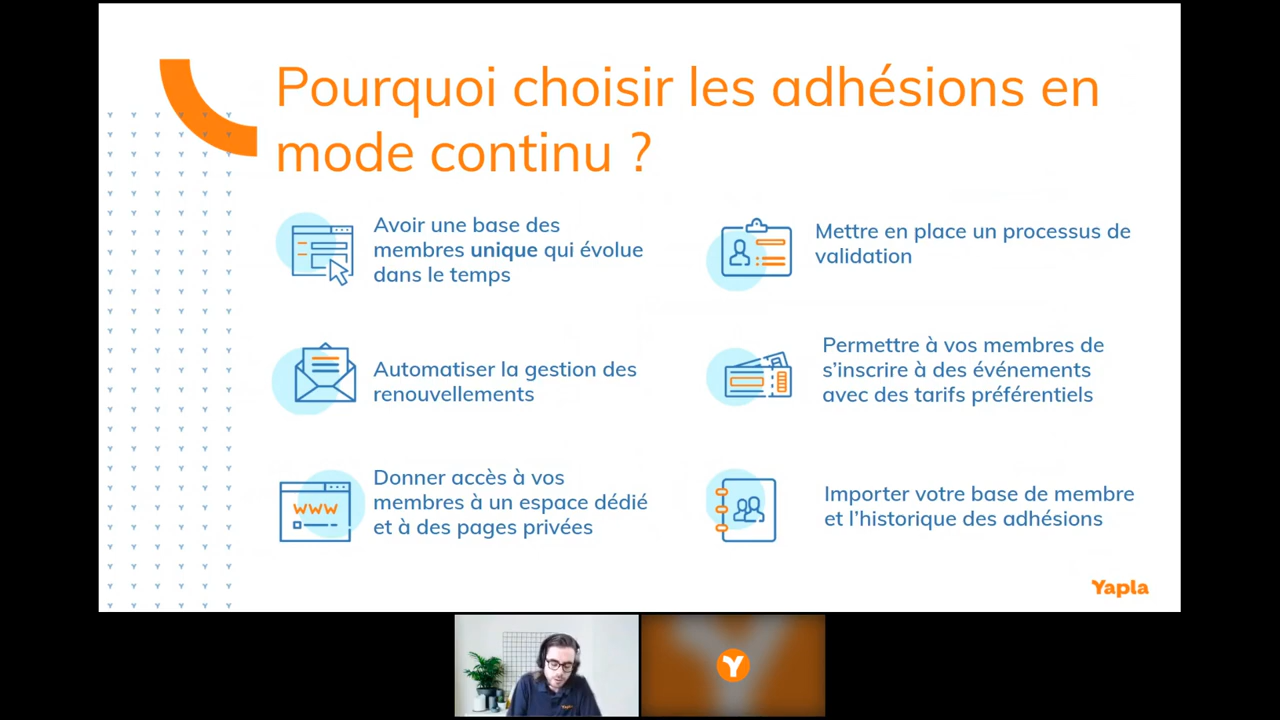 Pourquoi choisir les adhésions en
mode continu ?
Avoir une base des
membres unique qui évolue
dans le temps
Mettre en place un processus de
validation
Automatiser la gestion des
renouvellements
Permettre à vos membres de
s'inscrire à des événements
avec des tarifs préférentiels
www
Donner accès à vos
membres à un espace dédié
et à des pages privées
Importer votre base de membre
et l'historique des adhésions
Yapla
Y